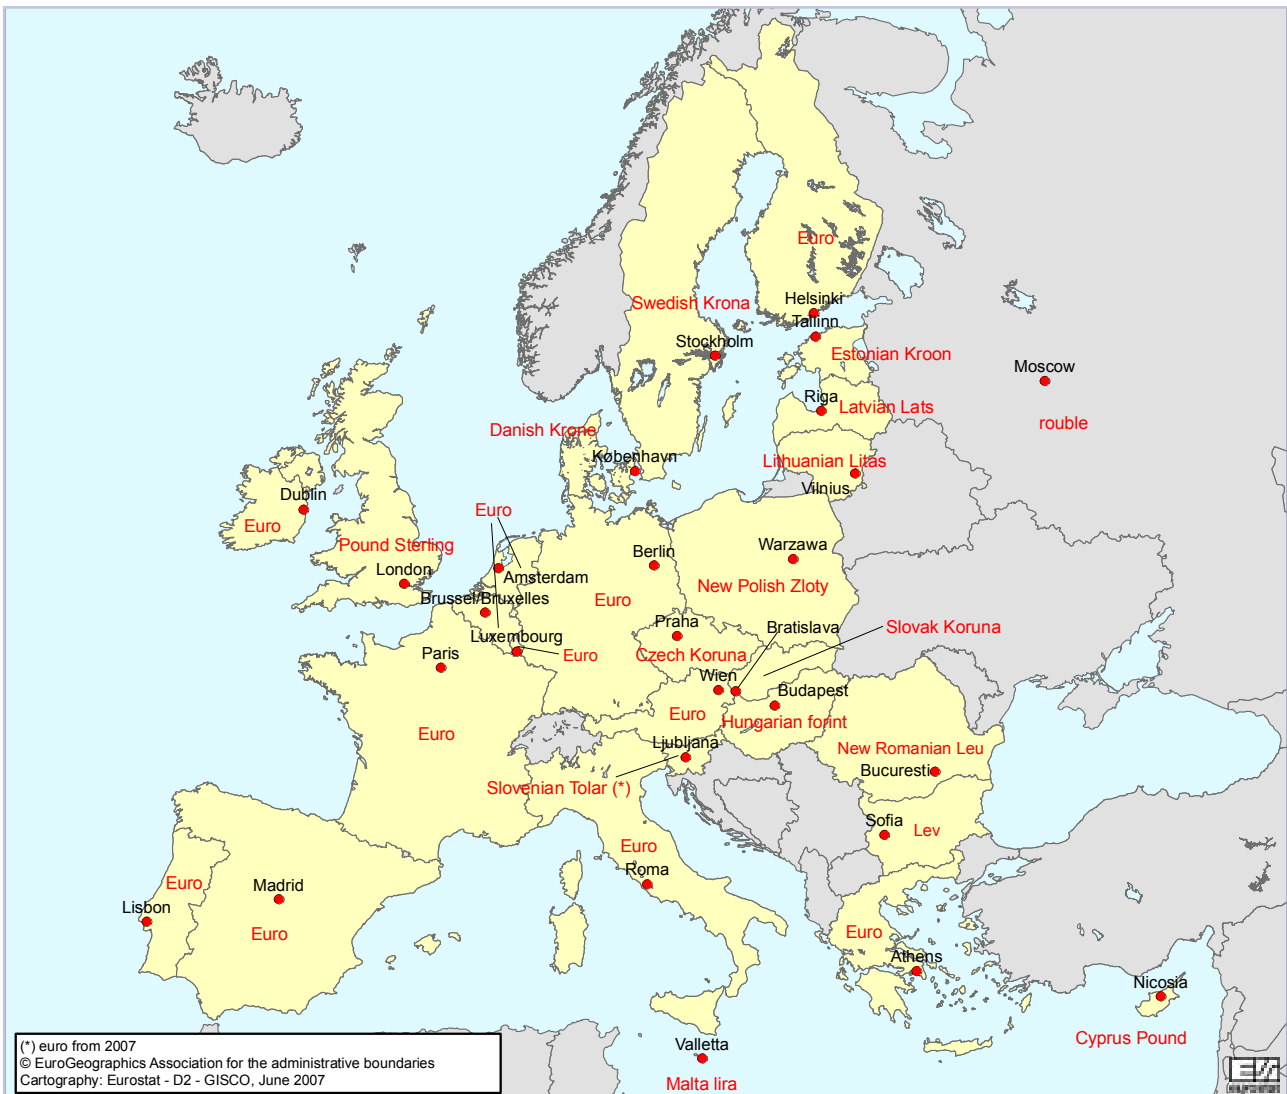 Euro
Swedish Krona
Helsinki
Tallinn
Stockholm
Estonian Kroon
Moscow
Riga
Latvian Lats
rouble
Danish Krone
København
Lithuanian Litas
Vilnius
Dublin
Euro
Euro
Pound Sterling
Berlin
Warzawa
London
Amsterdam
New Polish Zloty
Brussel/Bruxelles
Euro
Praha
Bratislava
Slovak Koruna
Luxembourg
Paris
Euro
Czech Koruna
Wien
Budapest
Euro
Hungarian forint
Euro
Ljubljana
New Romanian Leu
Bucuresti
Slovenian Tolar (*)
Sofia
Lev
Euro
Roma
Euro
Madrid
Lisbon
Euro
Euro
Athens
Nicosia
Cyprus Pound
Valletta
Malta lira
(*) euro from 2007
© EuroGeographics Association for the administrative boundaries
Cartography: Eurostat - D2 - GISCO, June 2007